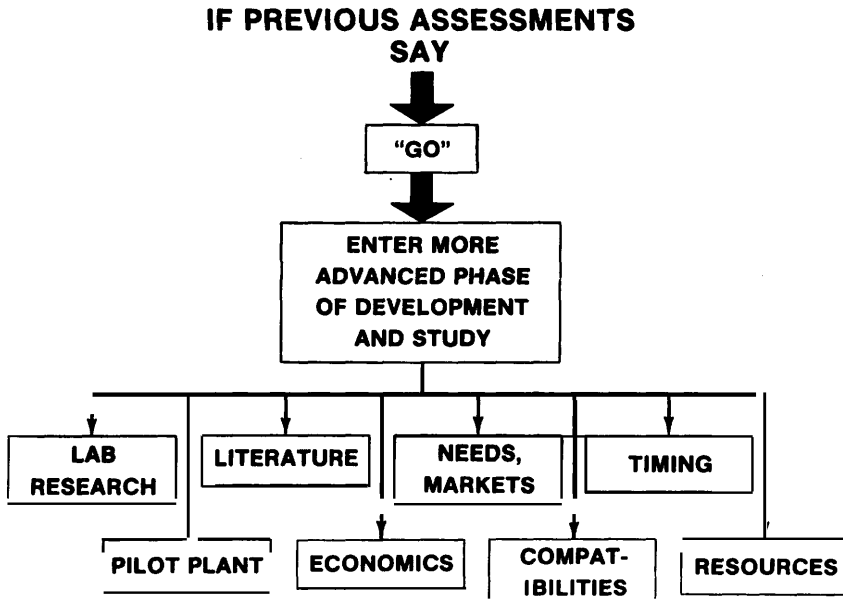 IF PREVIOUS ASSESSMENTS
SAY
“GO”
ENTER MORE
ADVANCED PHASE
OF DEVELOPMENT
AND STUDY
LAB
RESEARCH
LITERATURE
NEEDS,
MARKETS
TIMING
PILOT PLANT
ECONOMICS
COMPAT-
IBILITIES
RESOURCES